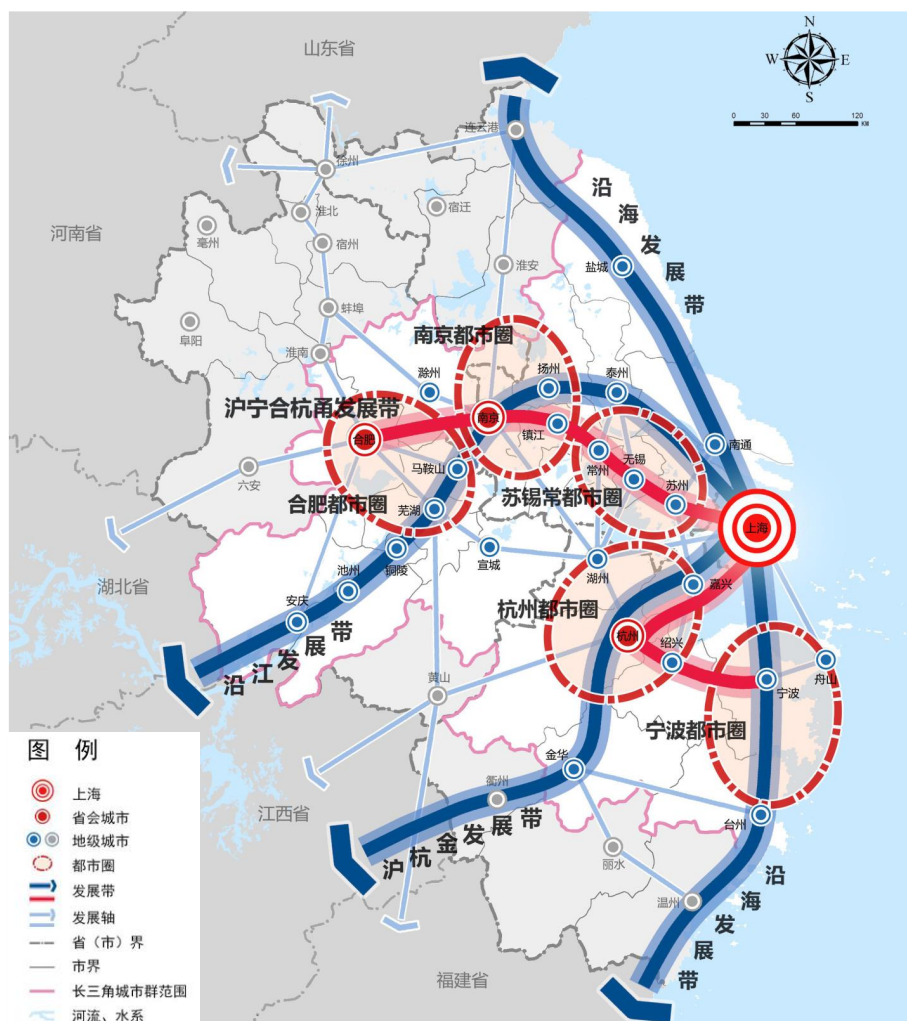 山东省
N
W E
S
0 30 60 120
KM
连云港
徐州
沿海发展带
河南省
淮北
宿迁
亳州
宿州
淮安
盐城
蚌埠
阜阳
南京都市圈
淮南
滁州
扬州
泰州
沪宁合杭甬发展带
南京
合肥
镇江
南通
常州
无锡
马鞍山
六安
苏州
合肥都市圈
芜湖
苏锡常都市圈
上海
铜陵
宣城
湖州
湖北省
池州
嘉兴
安庆
杭州都市圈
杭州
绍兴
沿江发展带
舟山
黄山
宁波
宁波都市圈
图 例
金华
上海
衢州
省会城市
江西省
台州
地级城市
沪杭金发展带
都市圈
丽水
发展带
沿海发展带
温州
发展轴
省（市）界
市界
福建省
长三角城市群范围
河流、水系